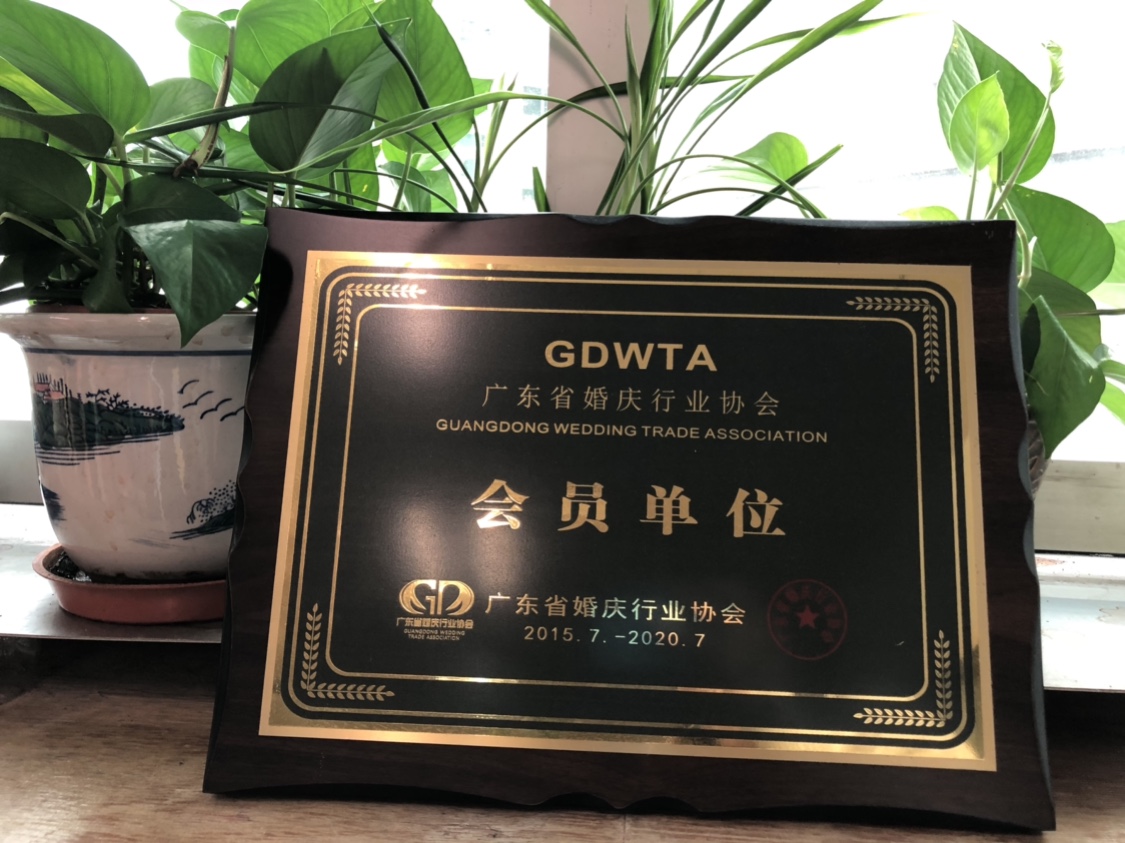 GDWTA
广东省婚庆行业协会
GUANGDONG WEDDING TRADE ASSOCIATION
会员单位
GD
广东省婚庆行业协会
GUANGDONG WEDDING
TRADE ASSOCIATION
广东省婚庆行业协会
2015.7.-2020.7